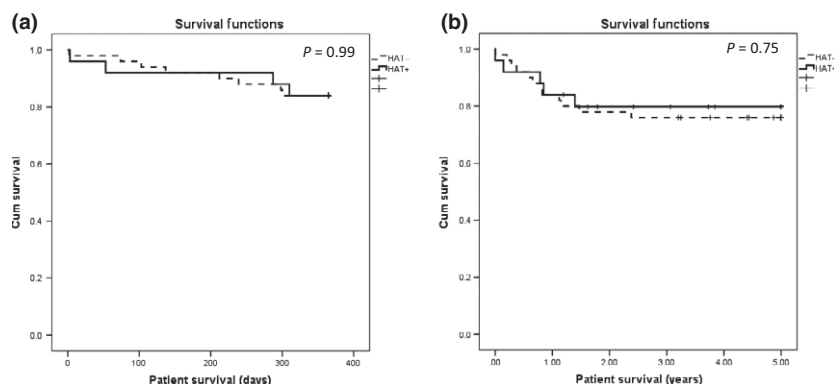 (a)
Survival functions
P = 0.99
HAT-
HAT+
Cum survival
1.0
0.8
0.6
0.4
0.2
0.0
0 100 200 300 400
Patient survival (days)
(b)
Survival functions
P = 0.75
HAT-
HAT+
Cum survival
1.0
0.8
0.6
0.4
0.2
0.0
.00 1.00 2.00 3.00 4.00 5.00
Patient survival (years)